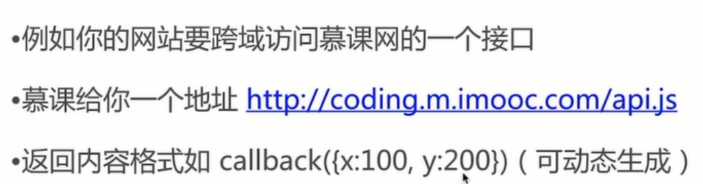 •例如你的网站要跨域访问慕课网的一个接口
•慕课给你一个地址 http://coding.m.imooc.com/api.js
•返回内容格式如 callback({x:100, y:200})（可动态生成）